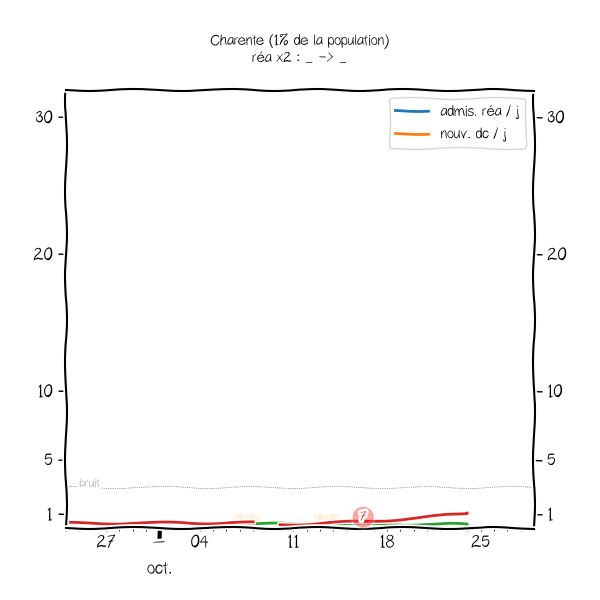 Charente (1% de la population)
réa x2 : _ -> _
admis. réa / j
nouv. dc / j
30
30
20
20
10
10
5
5
bruit
1
1
7
27
04
11
18
25
oct.